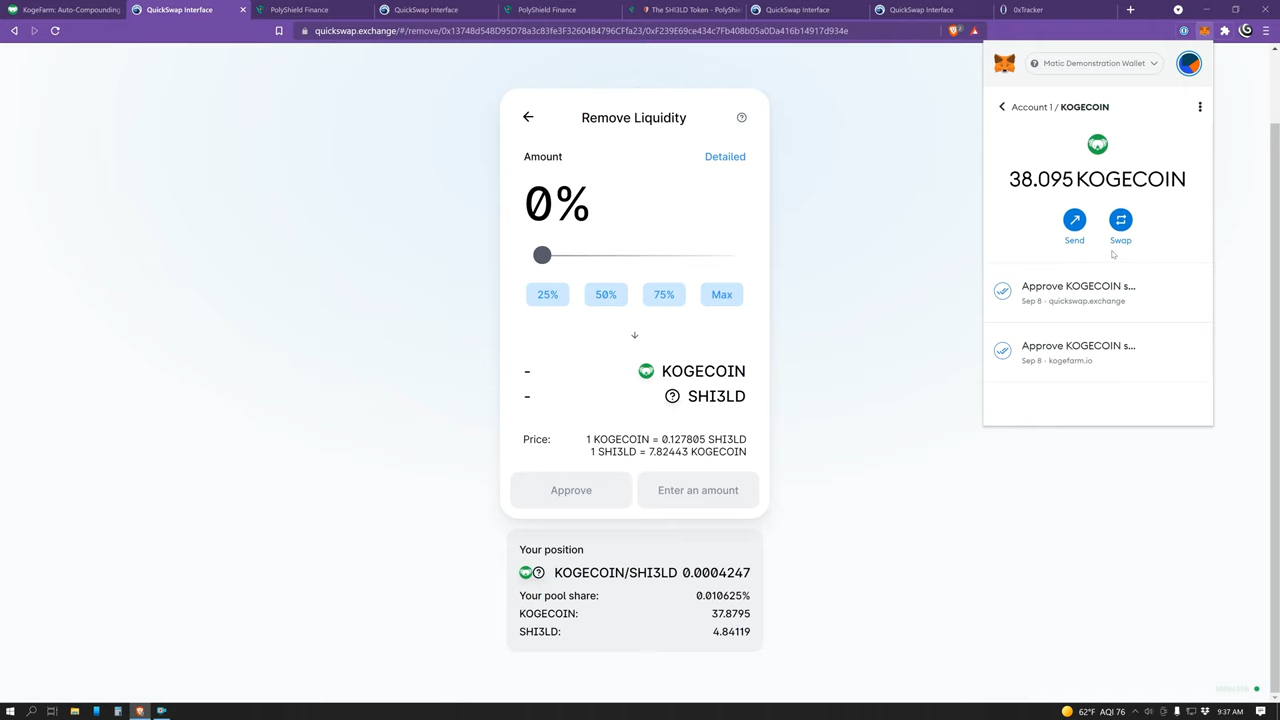 KogeFarm: Auto-Compounding
QuickSwap Interface
PolyShield Finance
QuickSwap Interface
PolyShield Finance
The SHI3LD Token - PolyShi
QuickSwap Interface
QuickSwap Interface
0xTracker
quickswap.exchange/#/remove/0x13748d548D95D78a3c83fe3F32604B4796CFfa23/0xF239E69ce434c7Fb408b05a0Da416b14917d934e
Matic Demonstration Wallet
Account 1 / KOGECOIN
38.095 KOGECOIN
Send
Swap
Approve KOGECOIN s...
Sep 8 · quickswap.exchange
Approve KOGECOIN s...
Sep 8 · kogefarm.io
Remove Liquidity
Amount
Detailed
0%
25%
50%
75%
Max
- KOGECOIN
- SHI3LD
Price: 1 KOGECOIN = 0.127805 SHI3LD
1 SHI3LD = 7.82443 KOGECOIN
Approve
Enter an amount
Your position
KOGECOIN/SHI3LD 0.0004247
Your pool share: 0.010625%
KOGECOIN: 37.8795
SHI3LD: 4.84119
62°F AQI 76
9:37 AM